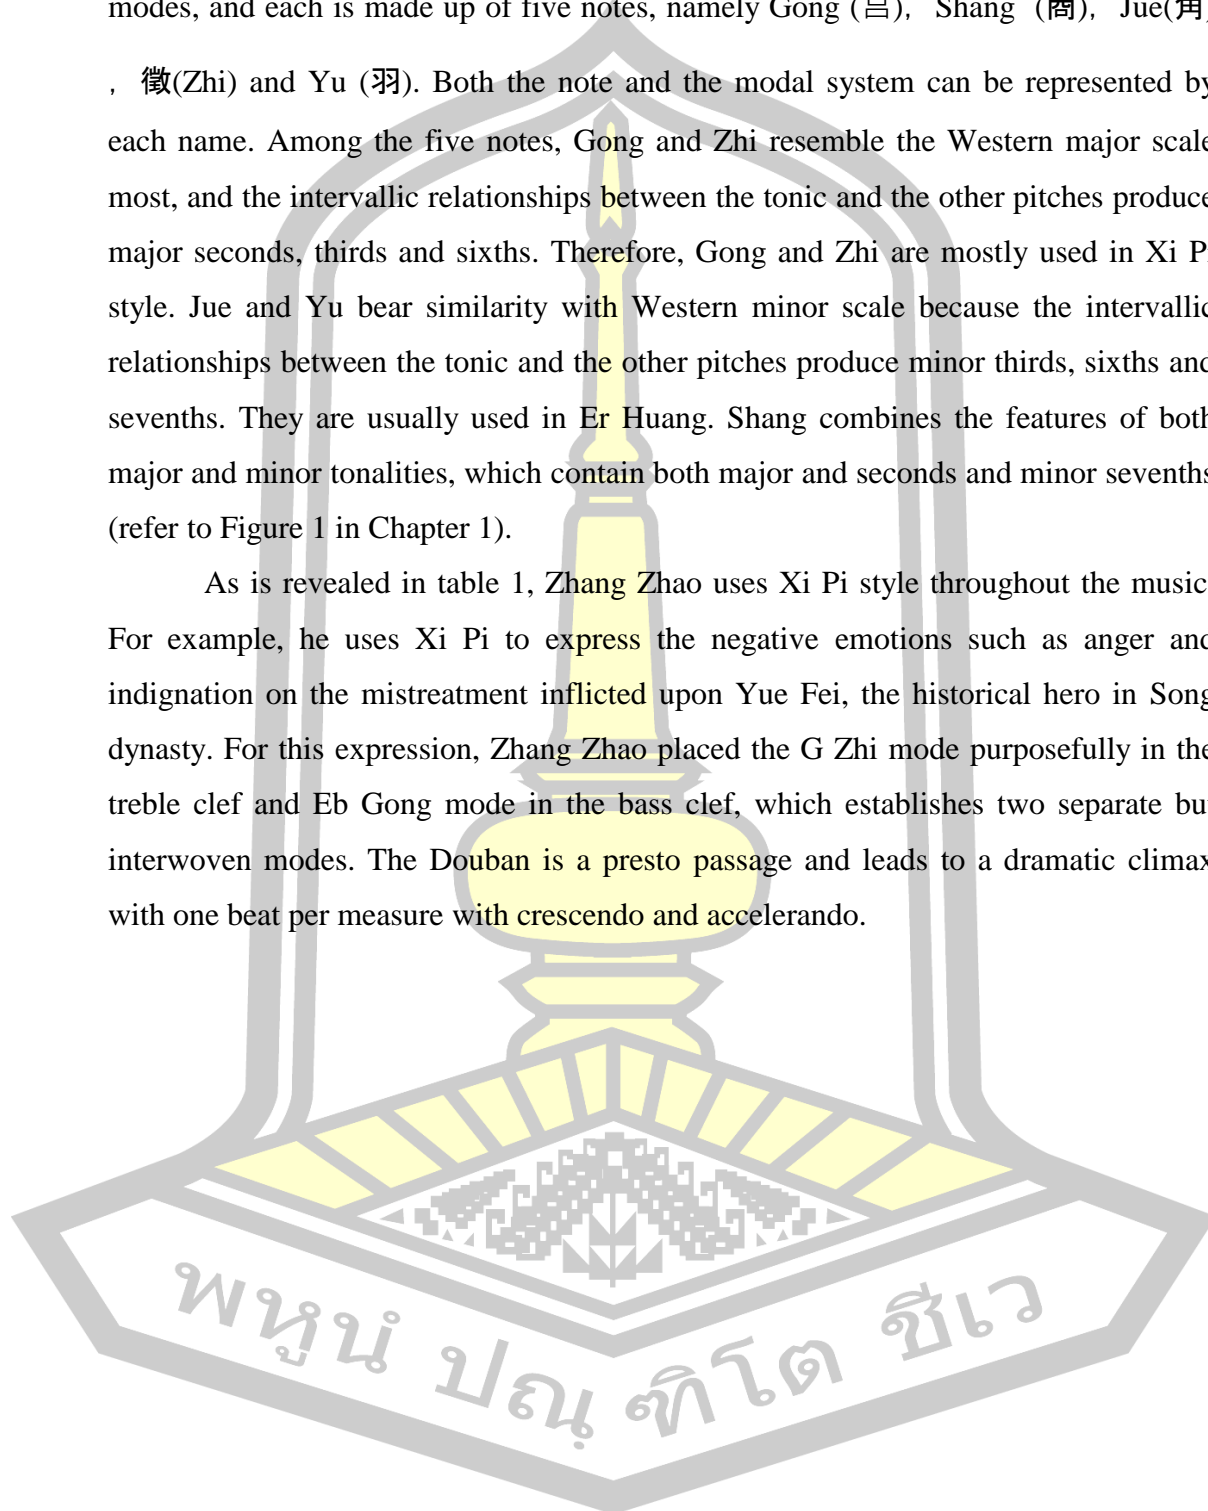 modes, and each is made up of five notes, namely Gong (宫), Shang (商), Jue(角)
, 徵(Zhi) and Yu (羽). Both the note and the modal system can be represented by
each name. Among the five notes, Gong and Zhi resemble the Western major scale
most, and the intervallic relationships between the tonic and the other pitches produce
major seconds, thirds and sixths. Therefore, Gong and Zhi are mostly used in Xi Pi
style. Jue and Yu bear similarity with Western minor scale because the intervallic
relationships between the tonic and the other pitches produce minor thirds, sixths and
sevenths. They are usually used in Er Huang. Shang combines the features of both
major and minor tonalities, which contain both major and seconds and minor sevenths
(refer to Figure 1 in Chapter 1).
As is revealed in table 1, Zhang Zhao uses Xi Pi style throughout the music
For example, he uses Xi Pi to express the negative emotions such as anger and
indignation on the mistreatment inflicted upon Yue Fei, the historical hero in Song
dynasty. For this expression, Zhang Zhao placed the G Zhi mode purposefully in the
treble clef and Eb Gong mode in the bass clef, which establishes two separate but
interwoven modes. The Douban is a presto passage and leads to a dramatic climax
with one beat per measure with crescendo and accelerando.
พหูนํ ปณฺฑิโต ชีเว